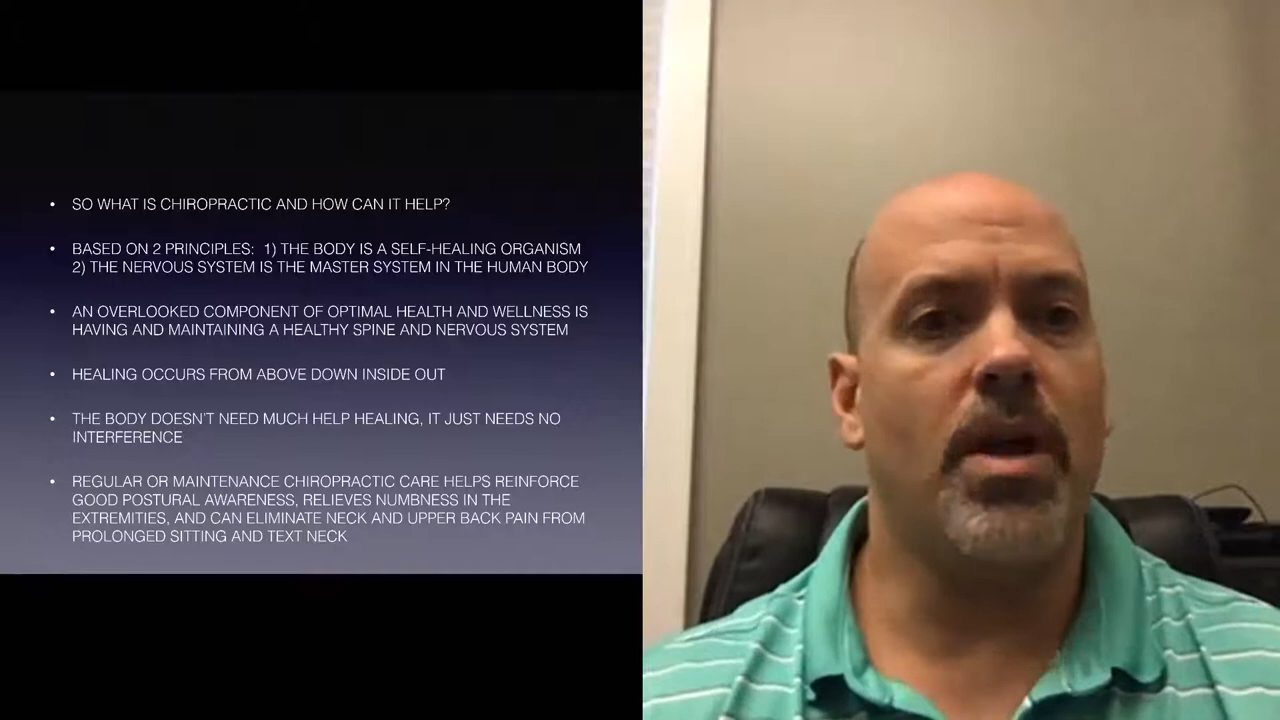 • SO WHAT IS CHIROPRACTIC AND HOW CAN IT HELP?
• BASED ON 2 PRINCIPLES: 1) THE BODY IS A SELF-HEALING ORGANISM
2) THE NERVOUS SYSTEM IS THE MASTER SYSTEM IN THE HUMAN BODY
• AN OVERLOOKED COMPONENT OF OPTIMAL HEALTH AND WELLNESS IS
HAVING AND MAINTAINING A HEALTHY SPINE AND NERVOUS SYSTEM
• HEALING OCCURS FROM ABOVE DOWN INSIDE OUT
• THE BODY DOESN'T NEED MUCH HELP HEALING, IT JUST NEEDS NO
INTERFERENCE
• REGULAR OR MAINTENANCE CHIROPRACTIC CARE HELPS REINFORCE
GOOD POSTURAL AWARENESS, RELIEVES NUMBNESS IN THE
EXTREMITIES, AND CAN ELIMINATE NECK AND UPPER BACK PAIN FROM
PROLONGED SITTING AND TEXT NECK